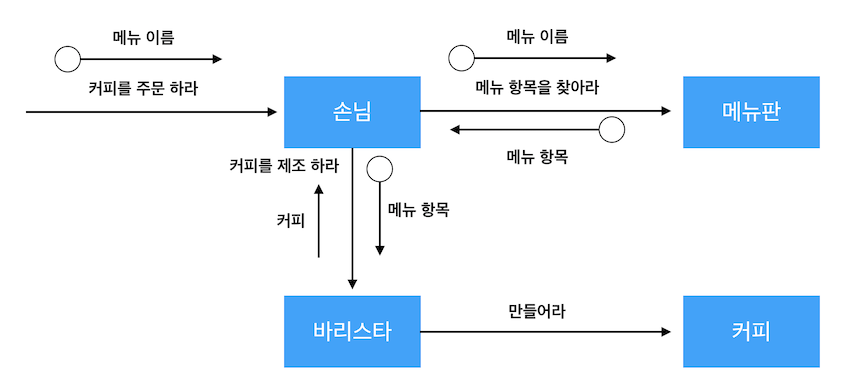 메뉴 이름
커피를 주문 하라
손님
메뉴 이름
메뉴 항목을 찾아라
메뉴 항목
메뉴판
커피를 제조 하라
커피
메뉴 항목
바리스타
만들어라
커피